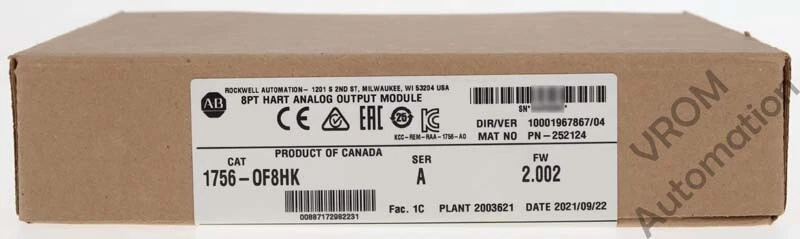 ROCKWELL AUTOMATION - 1201 S 2ND ST, MILWAUKEE, WI 53204 USA
8PT HART ANALOG OUTPUT MODULE
AB
CE
25
EAC
KCC-REM-RAA-1756-AO
SN*
DIR/VER 10001967867/04
MAT NO PN-252124
PRODUCT OF CANADA
CAT SER FW
1756-OF8HK A 2.002
00887172982231
Fac. 1C PLANT 2003621 DATE 2021/09/22
VROM
Automation